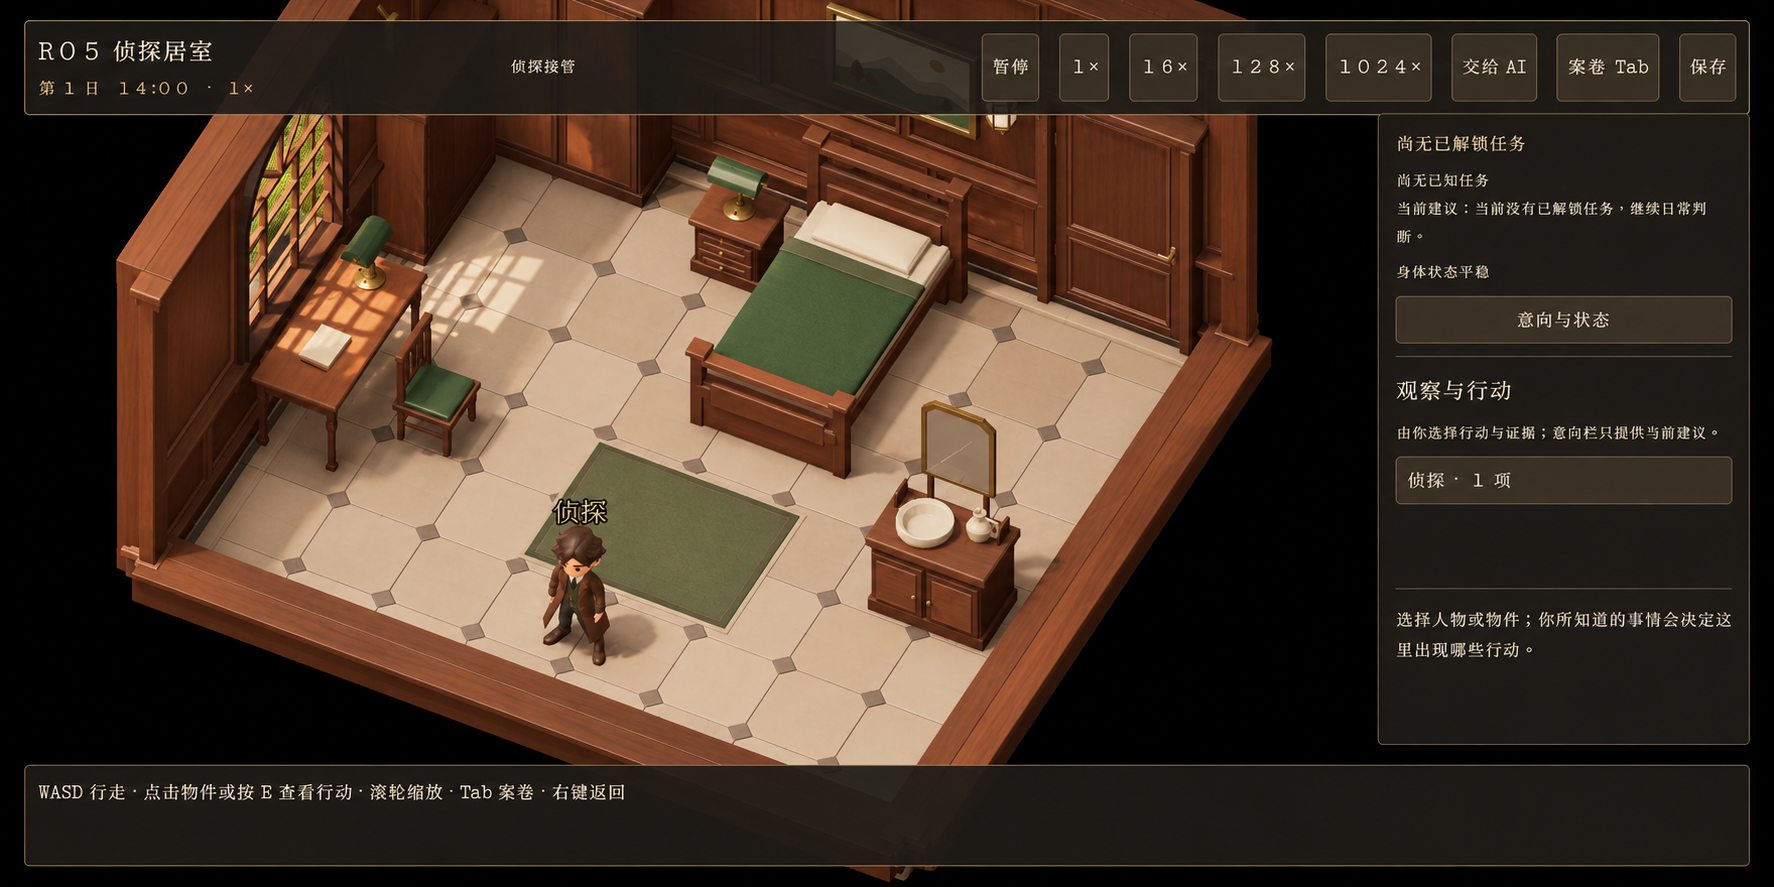 R05 侦探居室
第 1 日 14:00 · 1×
侦探接管
暂停
1×
16×
128×
1024×
交给 AI
案卷 Tab
保存
尚无已解锁任务
尚无已知任务
当前建议：当前没有已解锁任务，继续日常判
断。
身体状态平稳
意向与状态
观察与行动
由你选择行动与证据；意向栏只提供当前建议。
侦探 · 1 项
选择人物或物件；你所知道的事情会决定这
里出现哪些行动。
侦探
WASD 行走 · 点击物件或按 E 查看行动 · 滚轮缩放 · Tab 案卷 · 右键返回